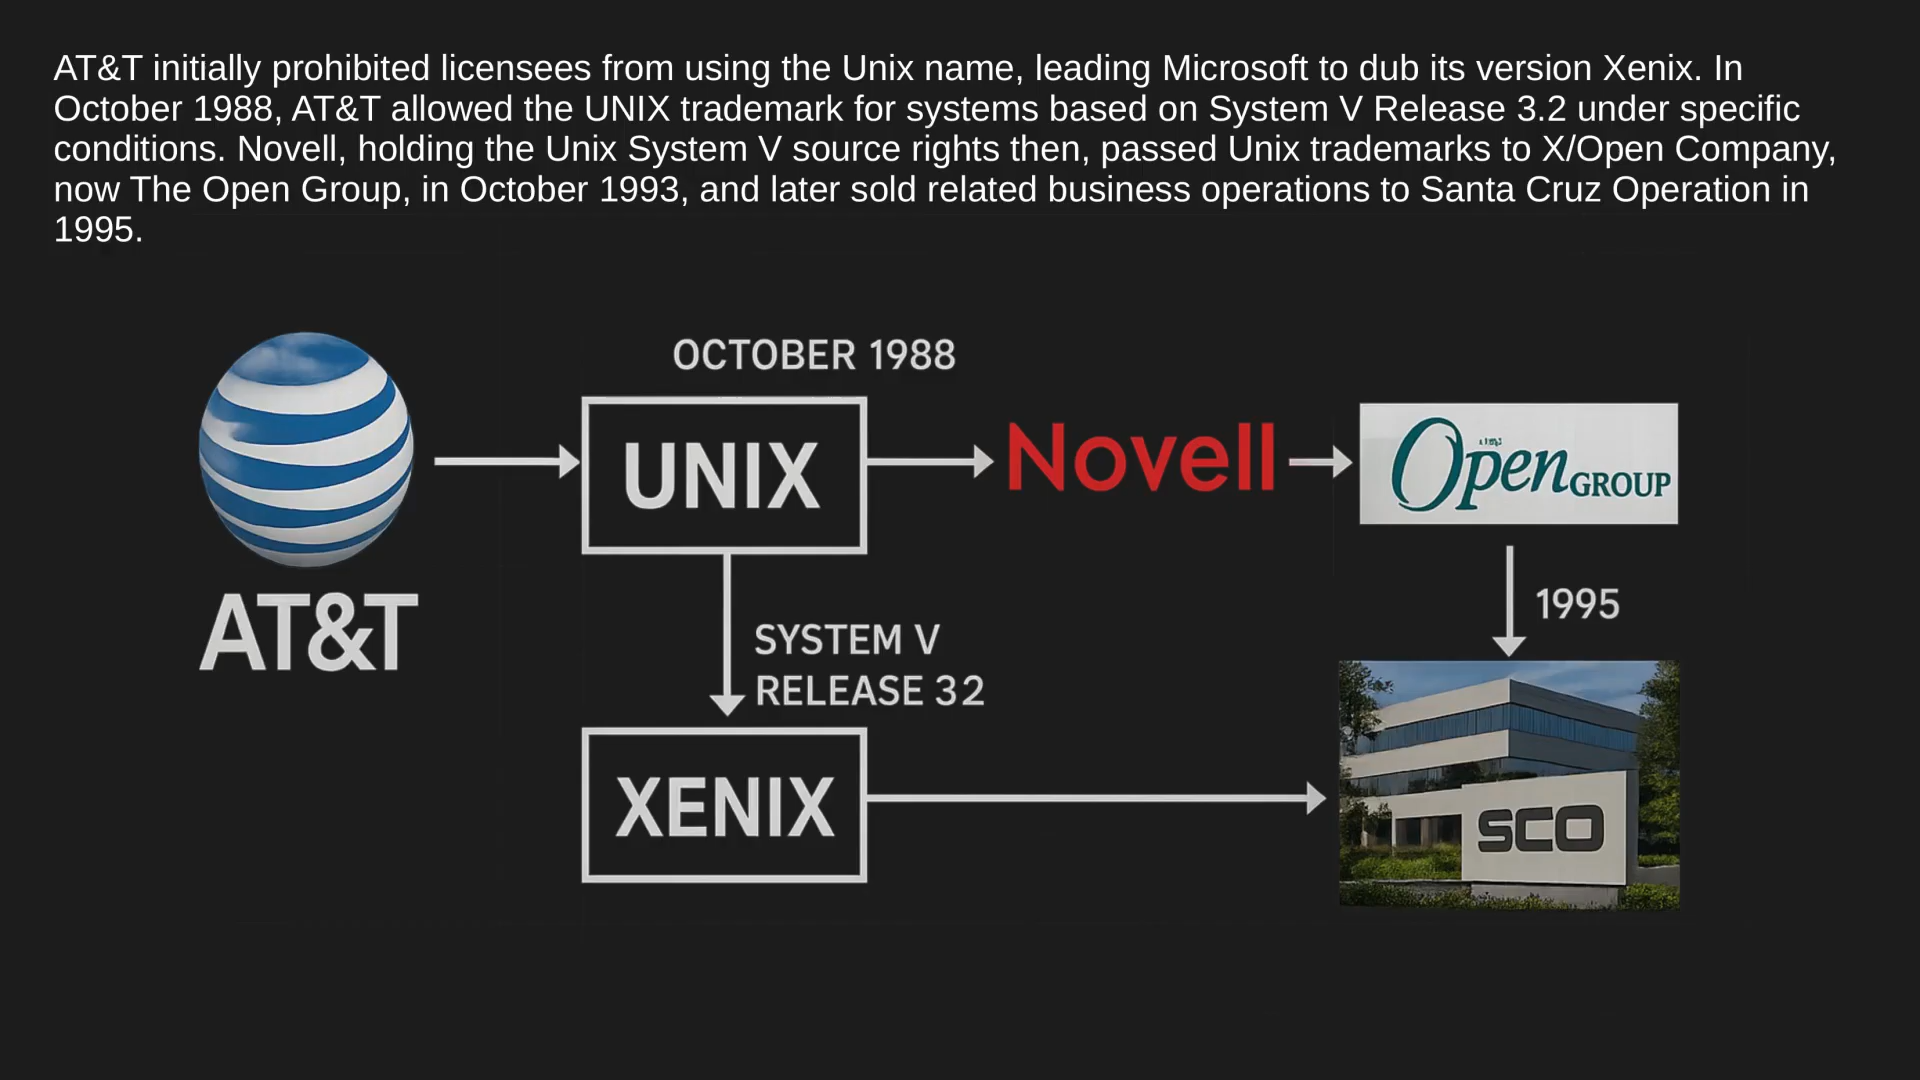 AT&T initially prohibited licensees from using the Unix name, leading Microsoft to dub its version Xenix. In
October 1988, AT&T allowed the UNIX trademark for systems based on System V Release 3.2 under specific
conditions. Novell, holding the Unix System V source rights then, passed Unix trademarks to X/Open Company,
now The Open Group, in October 1993, and later sold related business operations to Santa Cruz Operation in
1995.
OCTOBER 1988
UNIX
Novell
Open GROUP
AT&T
1995
SYSTEM V
RELEASE 32
XENIX
SCO